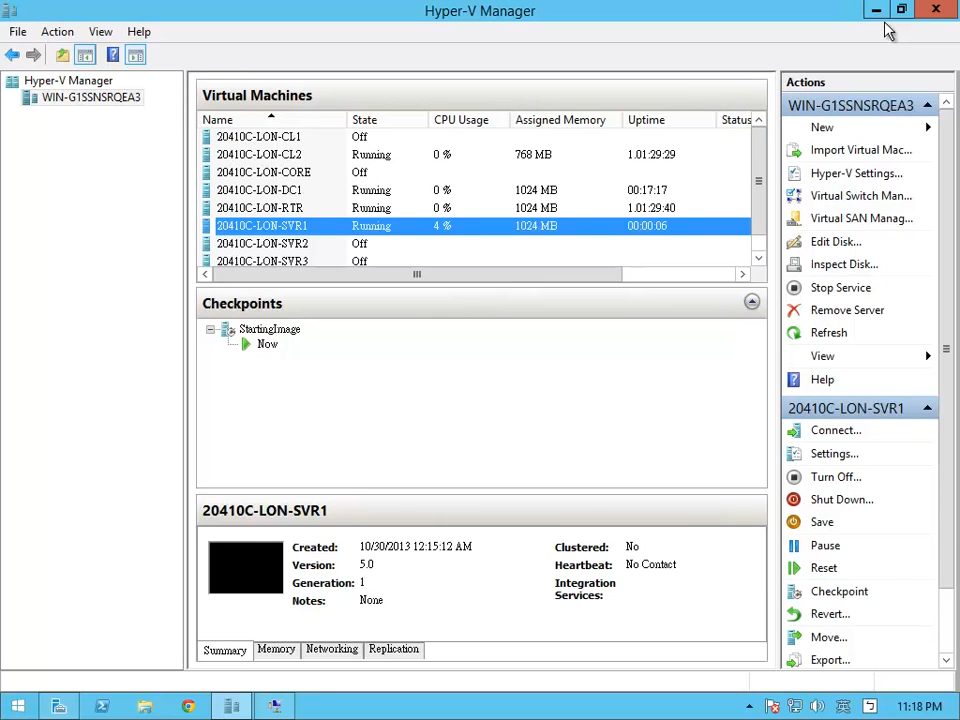 Hyper-V Manager
File Action View Help
Hyper-V Manager
WIN-G1SSNSRQEA3
Virtual Machines
Name State CPU Usage Assigned Memory Uptime Status
20410C-LON-CL1 Off
20410C-LON-CL2 Running 0 % 768 MB 1.01:29:29
20410C-LON-CORE Off
20410C-LON-DC1 Running 0 % 1024 MB 00:17:17
20410C-LON-RTR Running 0 % 1024 MB 1.01:29:40
20410C-LON-SVR1 Running 4 % 1024 MB 00:00:06
20410C-LON-SVR2 Off
20410C-LON-SVR3 Off
Checkpoints
StartingImage
Now
20410C-LON-SVR1
Created: 10/30/2013 12:15:12 AM Clustered: No
Version: 5.0 Heartbeat: No Contact
Generation: 1 Integration
Services:
Notes: None
Summary Memory Networking Replication
Actions
WIN-G1SSNSRQEA3
New
Import Virtual Mac...
Hyper-V Settings...
Virtual Switch Man...
Virtual SAN Manag...
Edit Disk...
Inspect Disk...
Stop Service
Remove Server
Refresh
View
Help
20410C-LON-SVR1
Connect...
Settings...
Turn Off...
Shut Down...
Save
Pause
Reset
Checkpoint
Revert...
Move...
Export...
英
11:18 PM